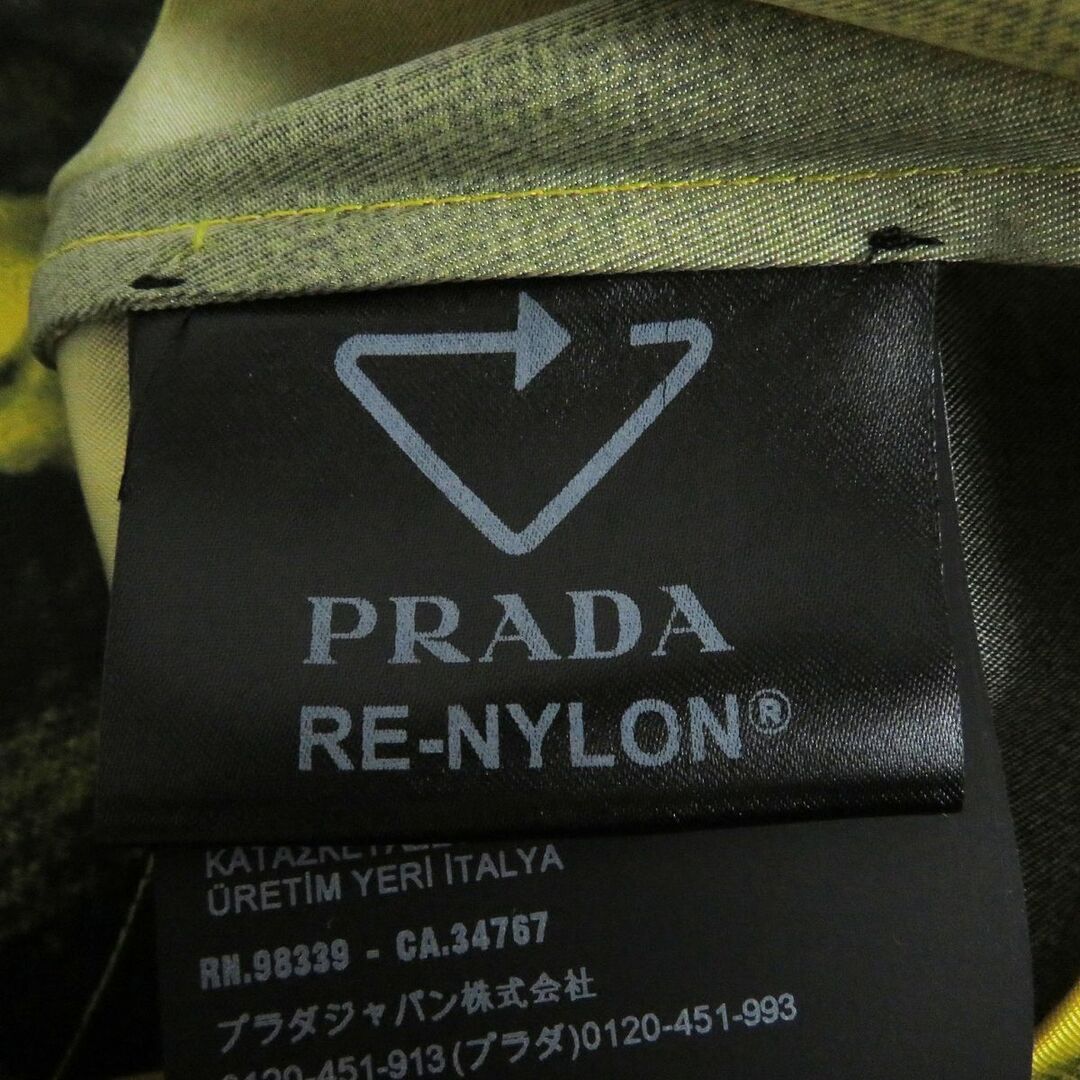 PRADA
RE-NYLON®
ÜRETİM YERİ İTALYA
RN.98339 - CA.34767
プラダジャパン株式会社
0120-451-913(プラダ)0120-451-993